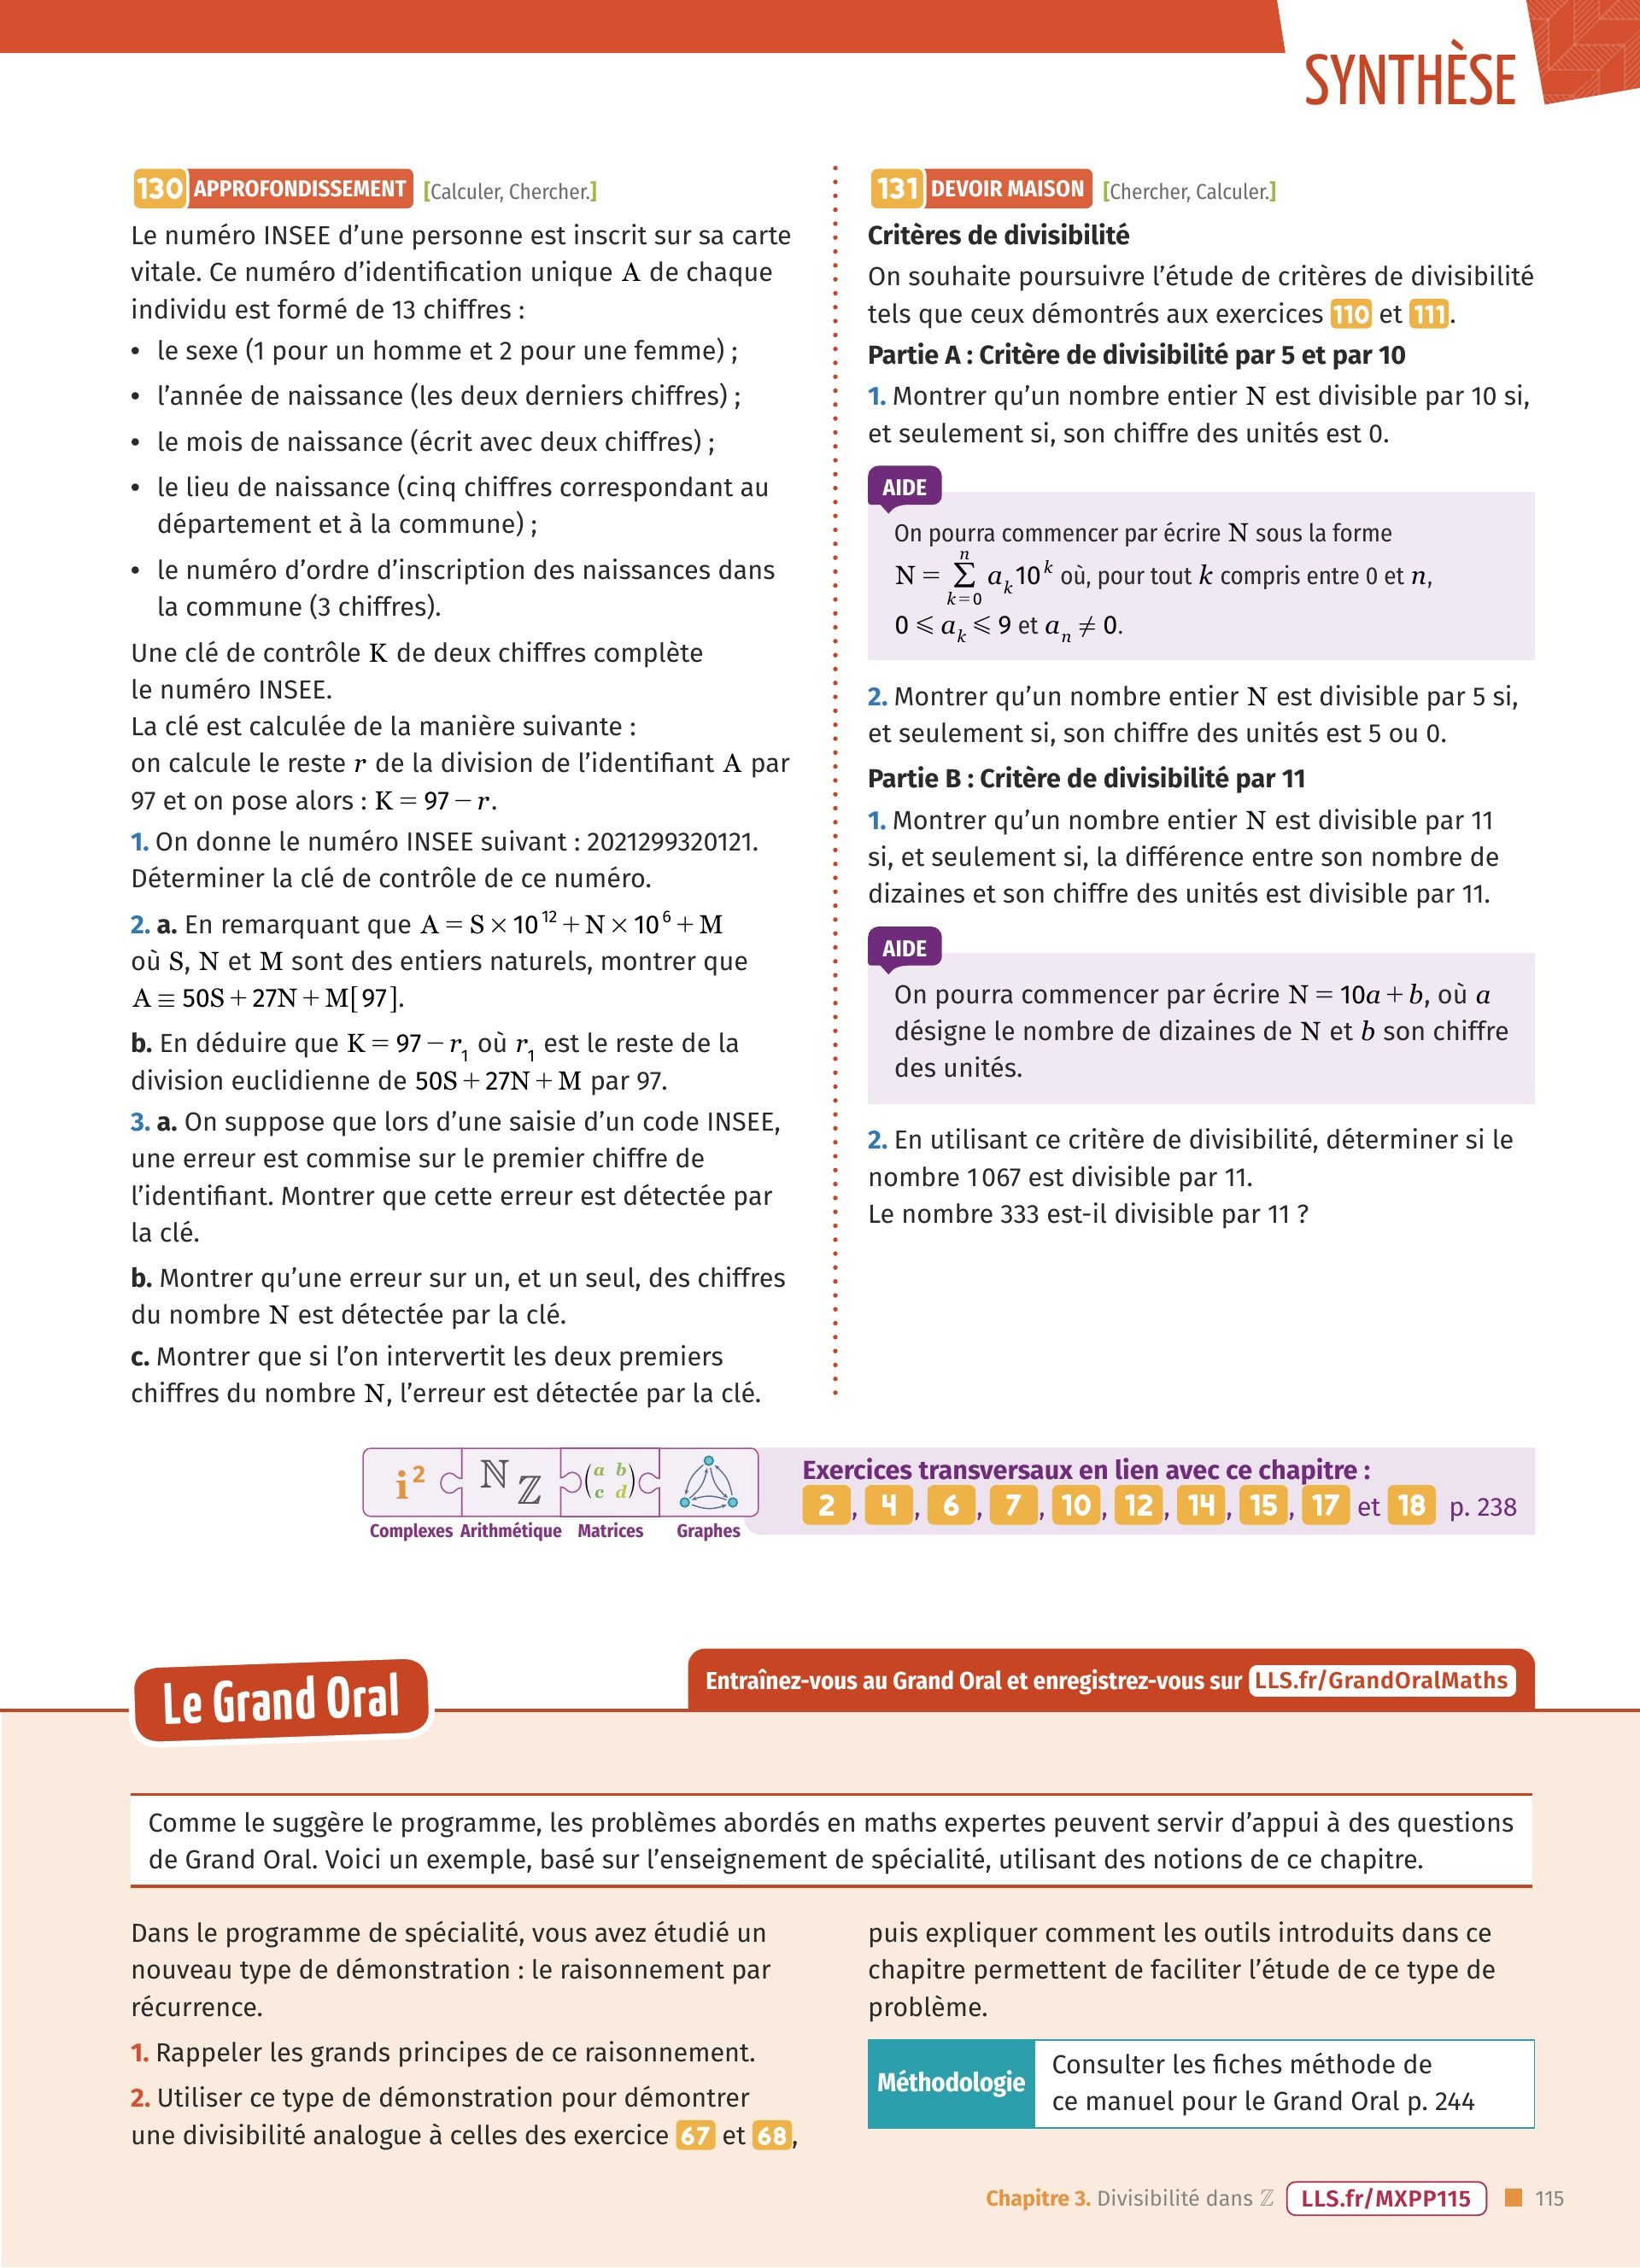 SYNTHÈSE
130 APPROFONDISSEMENT [Calculer, Chercher.]
Le numéro INSEE d’une personne est inscrit sur sa carte
vitale. Ce numéro d’identification unique A de chaque
individu est formé de 13 chiffres :
• le sexe (1 pour un homme et 2 pour une femme) ;
• l’année de naissance (les deux derniers chiffres) ;
• le mois de naissance (écrit avec deux chiffres) ;
• le lieu de naissance (cinq chiffres correspondant au
département et à la commune) ;
• le numéro d’ordre d’inscription des naissances dans
la commune (3 chiffres).
Une clé de contrôle K de deux chiffres complète
le numéro INSEE.
La clé est calculée de la manière suivante :
on calcule le reste r de la division de l’identifiant A par
97 et on pose alors : K = 97 − r.
1. On donne le numéro INSEE suivant : 2021299320121.
Déterminer la clé de contrôle de ce numéro.
2. a. En remarquant que A = S × 10¹² + N × 10⁶ + M
où S, N et M sont des entiers naturels, montrer que
A ≡ 50S + 27N + M[97].
b. En déduire que K = 97 − r₁ où r₁ est le reste de la
division euclidienne de 50S + 27N + M par 97.
3. a. On suppose que lors d’une saisie d’un code INSEE,
une erreur est commise sur le premier chiffre de
l’identifiant. Montrer que cette erreur est détectée par
la clé.
b. Montrer qu’une erreur sur un, et un seul, des chiffres
du nombre N est détectée par la clé.
c. Montrer que si l’on intervertit les deux premiers
chiffres du nombre N, l’erreur est détectée par la clé.
131 DEVOIR MAISON [Chercher, Calculer.]
Critères de divisibilité
On souhaite poursuivre l’étude de critères de divisibilité
tels que ceux démontrés aux exercices 110 et 111.
Partie A : Critère de divisibilité par 5 et par 10
1. Montrer qu’un nombre entier N est divisible par 10 si,
et seulement si, son chiffre des unités est 0.
AIDE
On pourra commencer par écrire N sous la forme
N = ∑ₖ₌₀ⁿ aₖ10ᵏ où, pour tout k compris entre 0 et n,
0 ⩽ aₖ ⩽ 9 et aₙ ≠ 0.
2. Montrer qu’un nombre entier N est divisible par 5 si,
et seulement si, son chiffre des unités est 5 ou 0.
Partie B : Critère de divisibilité par 11
1. Montrer qu’un nombre entier N est divisible par 11
si, et seulement si, la différence entre son nombre de
dizaines et son chiffre des unités est divisible par 11.
AIDE
On pourra commencer par écrire N = 10a + b, où a
désigne le nombre de dizaines de N et b son chiffre
des unités.
2. En utilisant ce critère de divisibilité, déterminer si le
nombre 1 067 est divisible par 11.
Le nombre 333 est-il divisible par 11 ?
i² ℕ ℤ (a b
c d)
Complexes Arithmétique Matrices Graphes
Exercices transversaux en lien avec ce chapitre :
2, 4, 6, 7, 10, 12, 14, 15, 17 et 18 p. 238
Le Grand Oral
Entraînez-vous au Grand Oral et enregistrez-vous sur LLS.fr/GrandOralMaths
Comme le suggère le programme, les problèmes abordés en maths expertes peuvent servir d’appui à des questions
de Grand Oral. Voici un exemple, basé sur l’enseignement de spécialité, utilisant des notions de ce chapitre.
Dans le programme de spécialité, vous avez étudié un
nouveau type de démonstration : le raisonnement par
récurrence.
1. Rappeler les grands principes de ce raisonnement.
2. Utiliser ce type de démonstration pour démontrer
une divisibilité analogue à celles des exercice 67 et 68,
puis expliquer comment les outils introduits dans ce
chapitre permettent de faciliter l’étude de ce type de
problème.
Méthodologie
Consulter les fiches méthode de
ce manuel pour le Grand Oral p. 244
Chapitre 3. Divisibilité dans ℤ LLS.fr/MXPP115 115